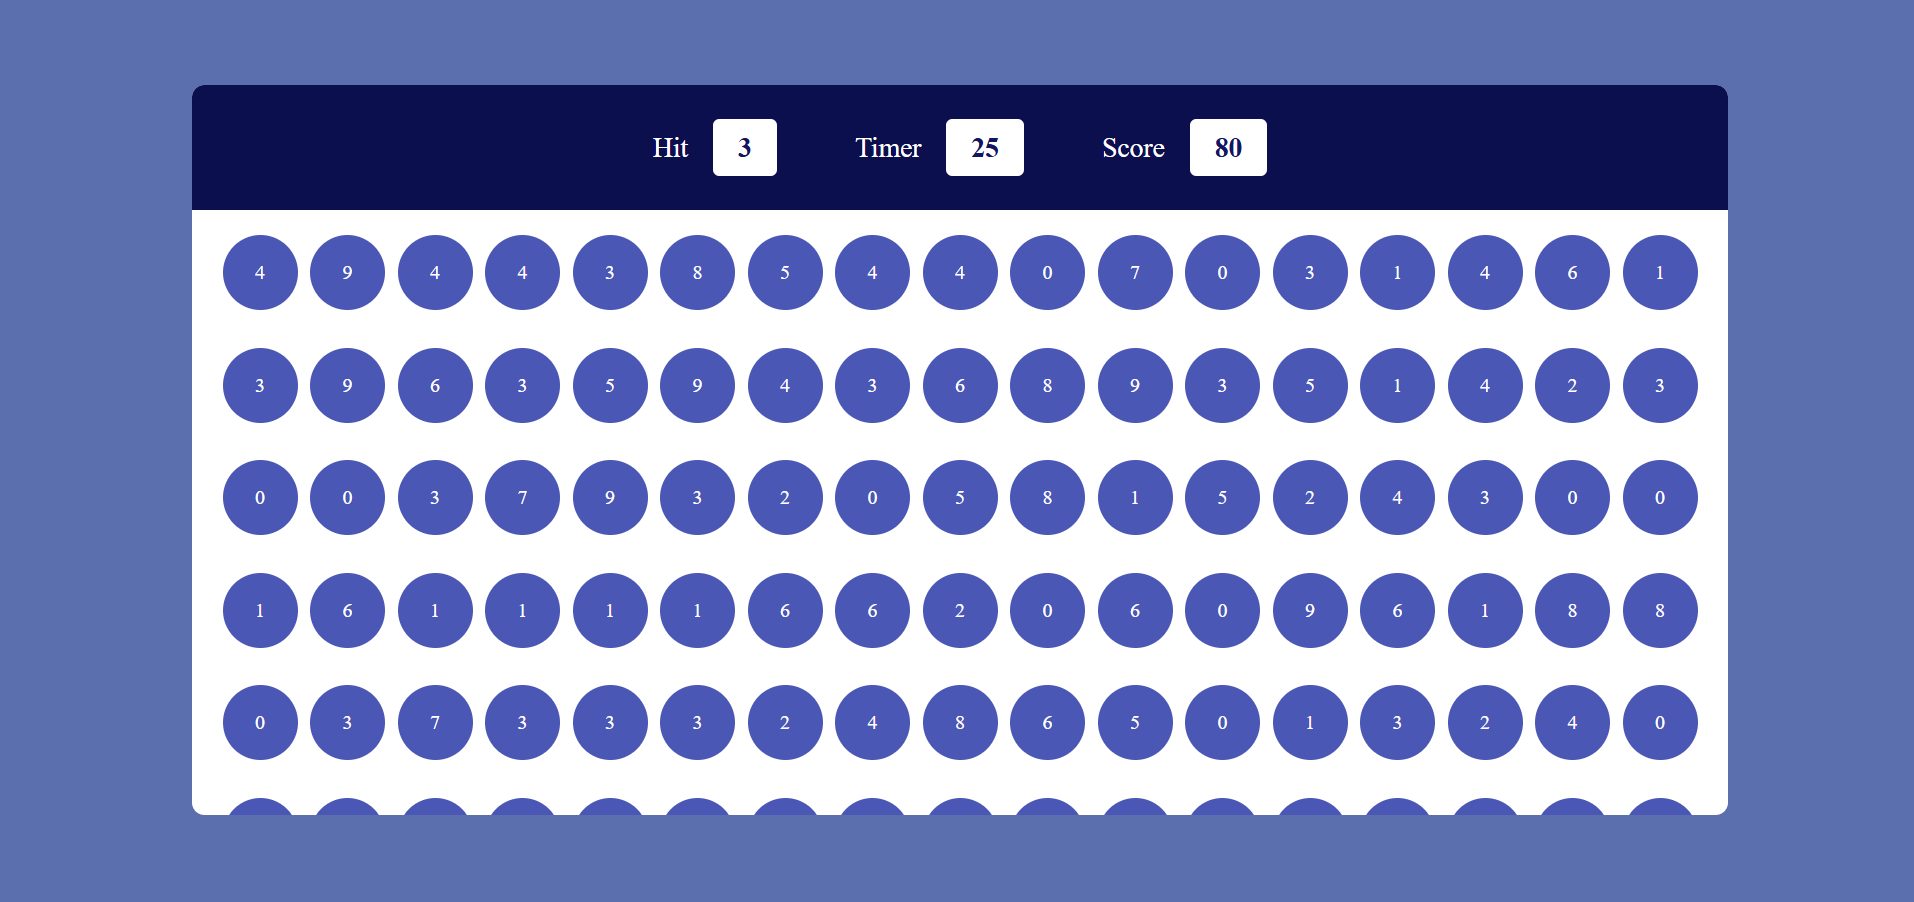 Hit 3 Timer 25 Score 80
4 9 4 4 3 8 5 4 4 0 7 0 3 1 4 6 1
3 9 6 3 5 9 4 3 6 8 9 3 5 1 4 2 3
0 0 3 7 9 3 2 0 5 8 1 5 2 4 3 0 0
1 6 1 1 1 1 6 6 2 0 6 0 9 6 1 8 8
0 3 7 3 3 3 2 4 8 6 5 0 1 3 2 4 0